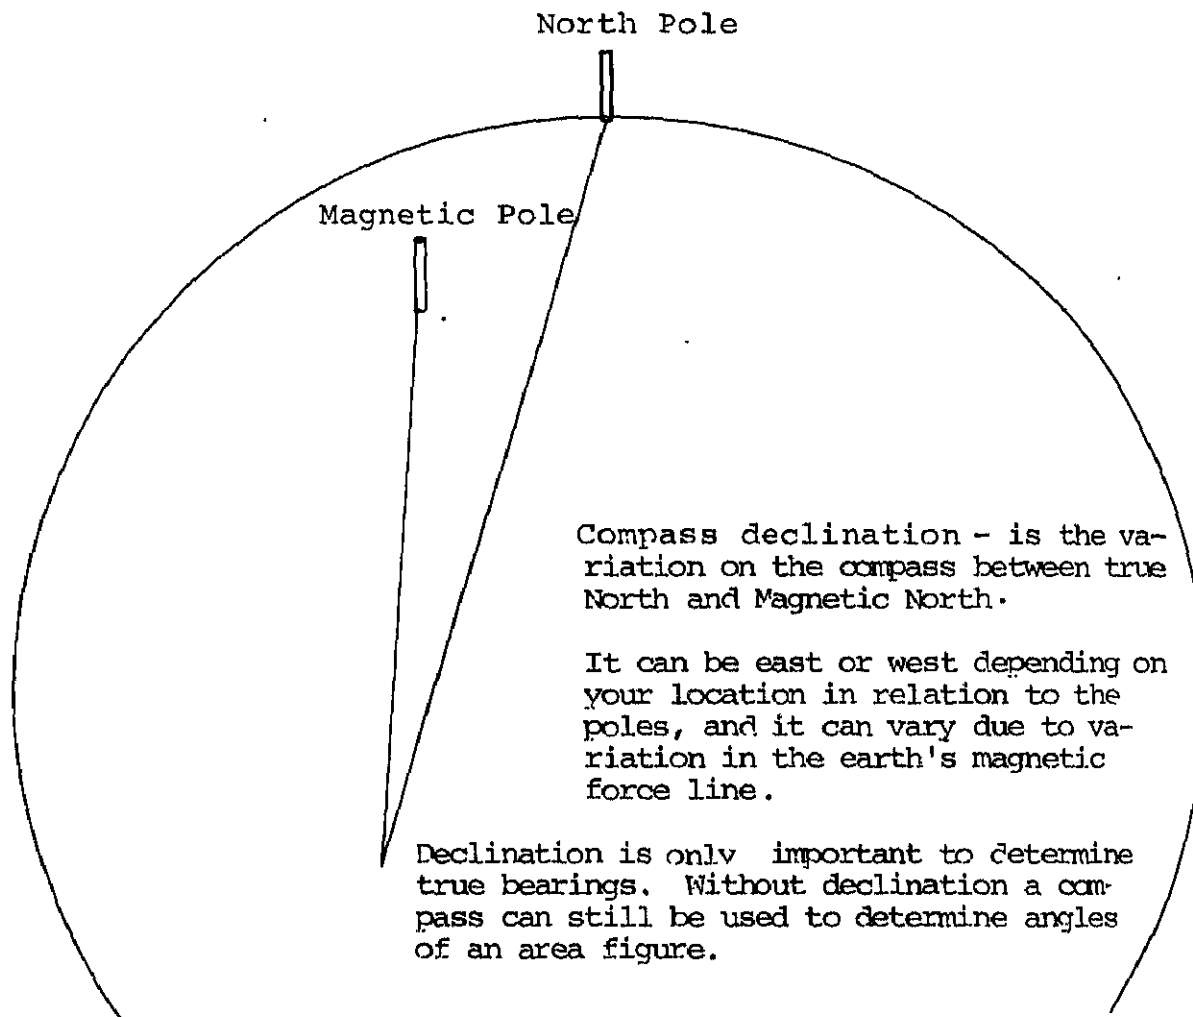 North Pole
Magnetic Pole
Compass declination - is the va-
riation on the compass between true
North and Magnetic North.
It can be east or west depending on
your location in relation to the
poles, and it can vary due to va-
riation in the earth's magnetic
force line.
Declination is only important to determine
true bearings. Without declination a com-
pass can still be used to determine angles
of an area figure.